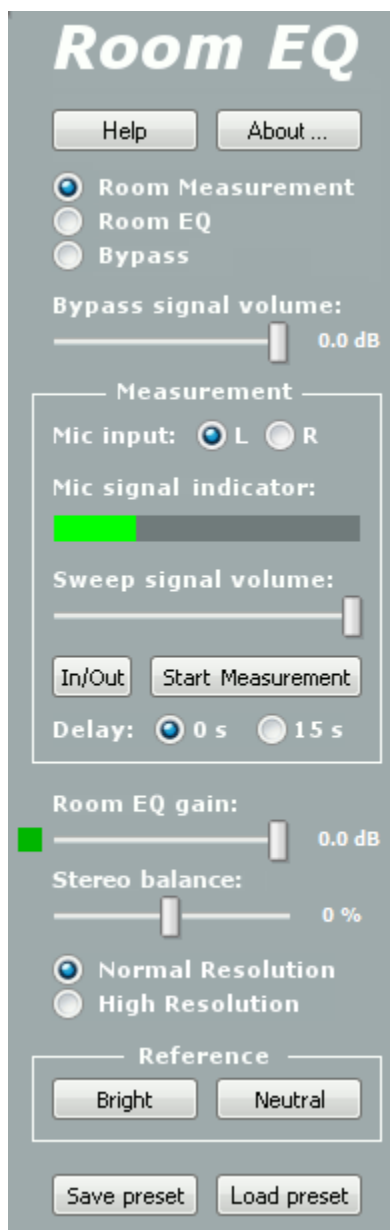 Room EQ
Help About ...
Room Measurement
Room EQ
Bypass
Bypass signal volume:
0.0 dB
Measurement
Mic input: L R
Mic signal indicator:
Sweep signal volume:
In/Out Start Measurement
Delay: 0 s 15 s
Room EQ gain:
0.0 dB
Stereo balance:
0 %
Normal Resolution
High Resolution
Reference
Bright Neutral
Save preset Load preset